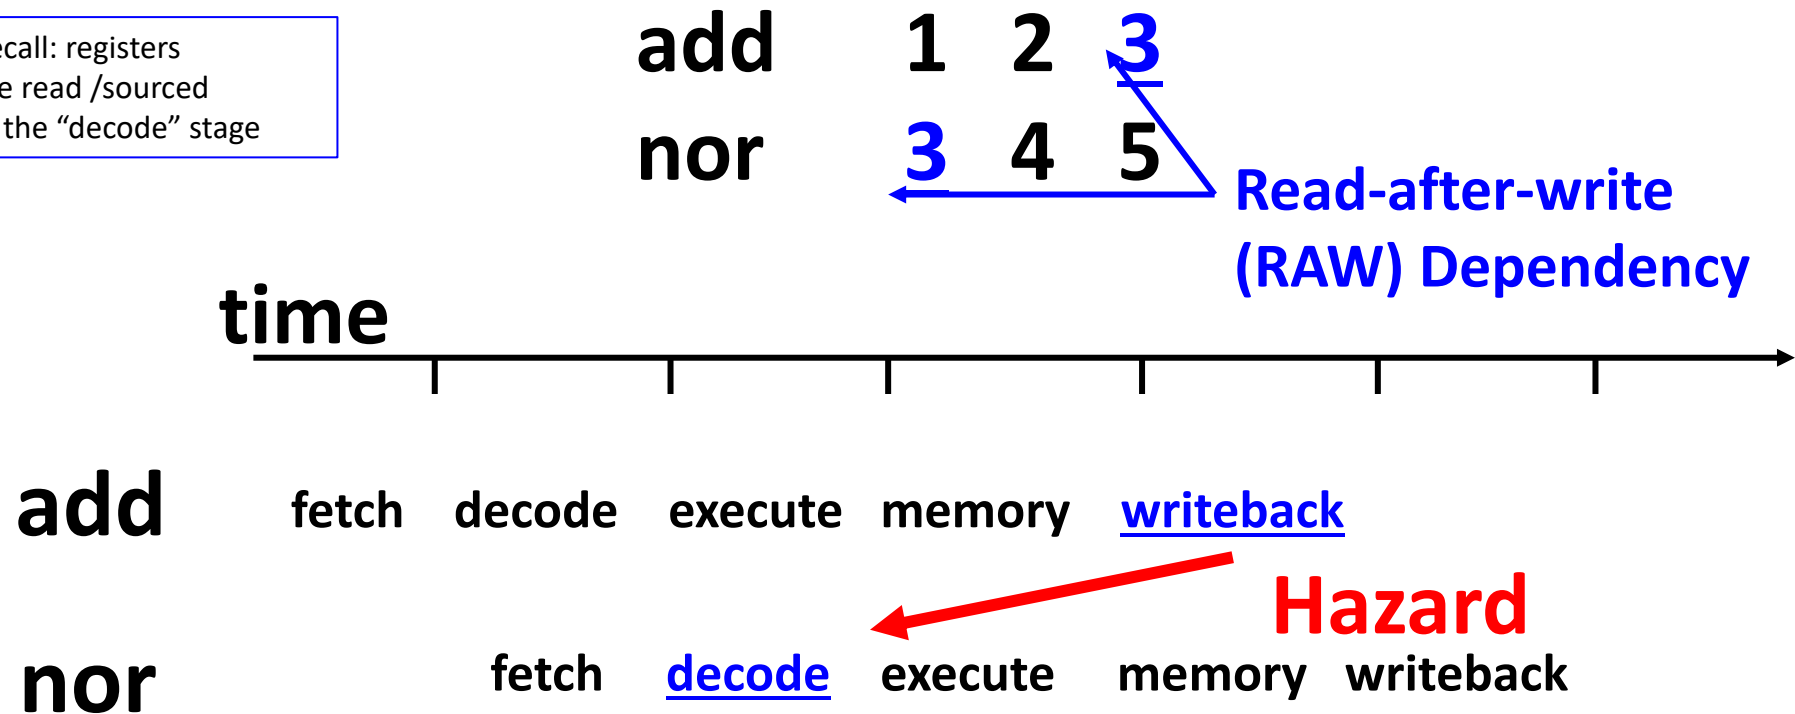 ecall: registers
e read /sourced
the “decode” stage
add 1 2 3
nor 3 4 5
Read-after-write
(RAW) Dependency
time
add fetch decode execute memory writeback
Hazard
nor fetch decode execute memory writeback